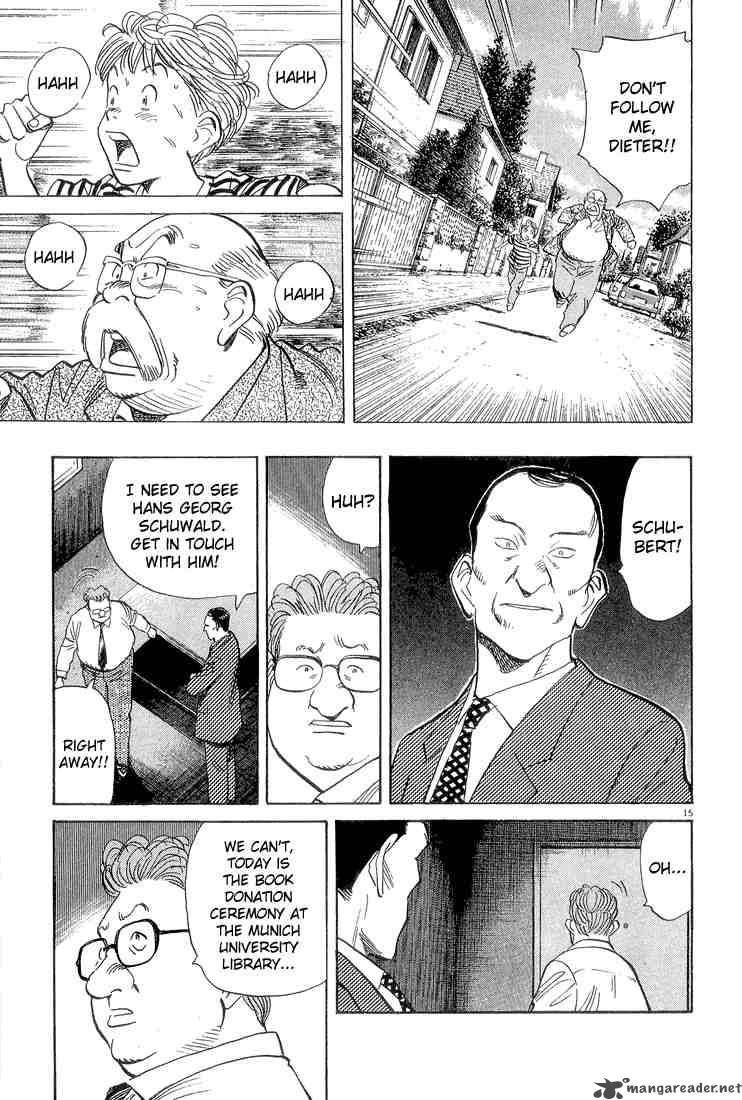 DON'T
FOLLOW
ME,
DIETER!!
HAHH
HAHH
HAHH
HAHH
SCHU-
BERT!
HUH?
I NEED TO SEE
HANS GEORG
SCHUWALD.
GET IN TOUCH
WITH HIM!
RIGHT
AWAY!!
15
OH...
WE CAN'T,
TODAY IS
THE BOOK
DONATION
CEREMONY AT
THE MUNICH
UNIVERSITY
LIBRARY...
mangareader.net